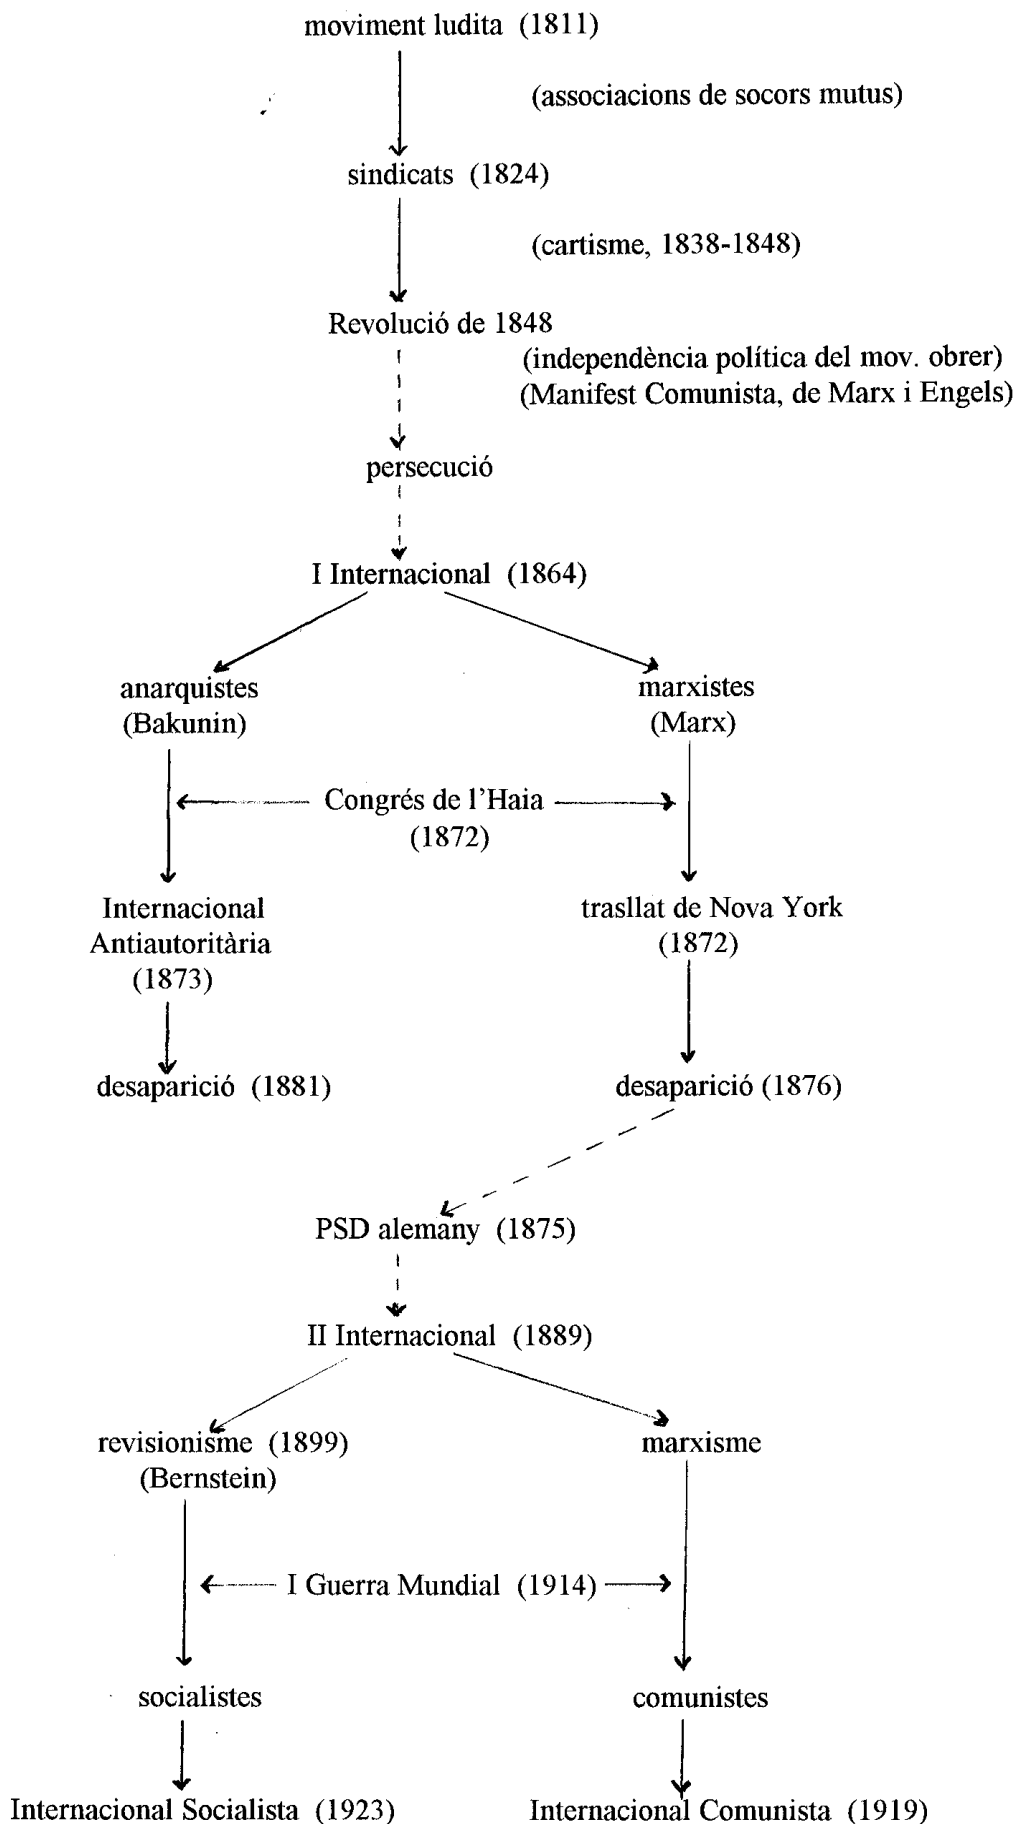 moviment ludita (1811)
(associacions de socors mutus)
sindicats (1824)
(cartisme, 1838-1848)
Revolució de 1848
(independència política del mov. obrer)
(Manifest Comunista, de Marx i Engels)
persecució
I Internacional (1864)
anarquistes
(Bakunin)
marxistes
(Marx)
Congrés de l'Haia
(1872)
Internacional
Antiautoritària
(1873)
trasllat de Nova York
(1872)
desaparició (1881)
desaparició (1876)
PSD alemany (1875)
II Internacional (1889)
revisionisme (1899)
(Bernstein)
marxisme
I Guerra Mundial (1914)
socialistes
comunistes
Internacional Socialista (1923)
Internacional Comunista (1919)